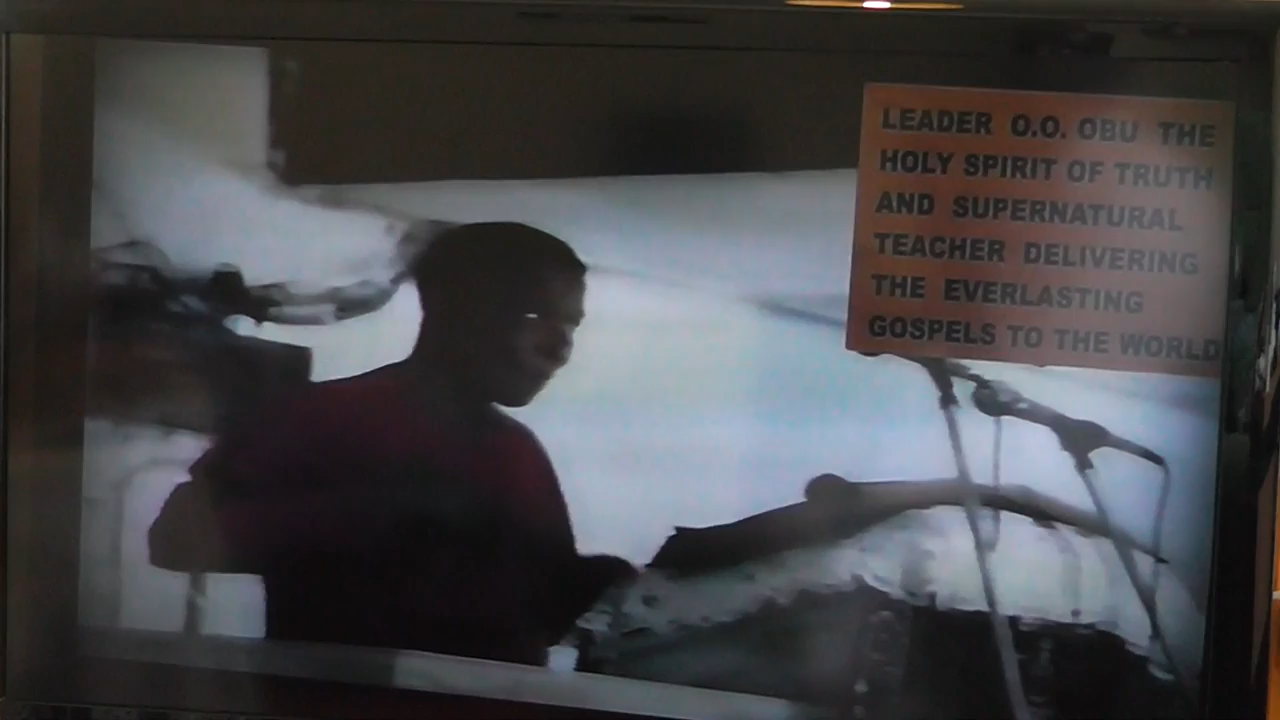 LEADER O.O. OBU THE
HOLY SPIRIT OF TRUTH
AND SUPERNATURAL
TEACHER DELIVERING
THE EVERLASTING
GOSPELS TO THE WORLD